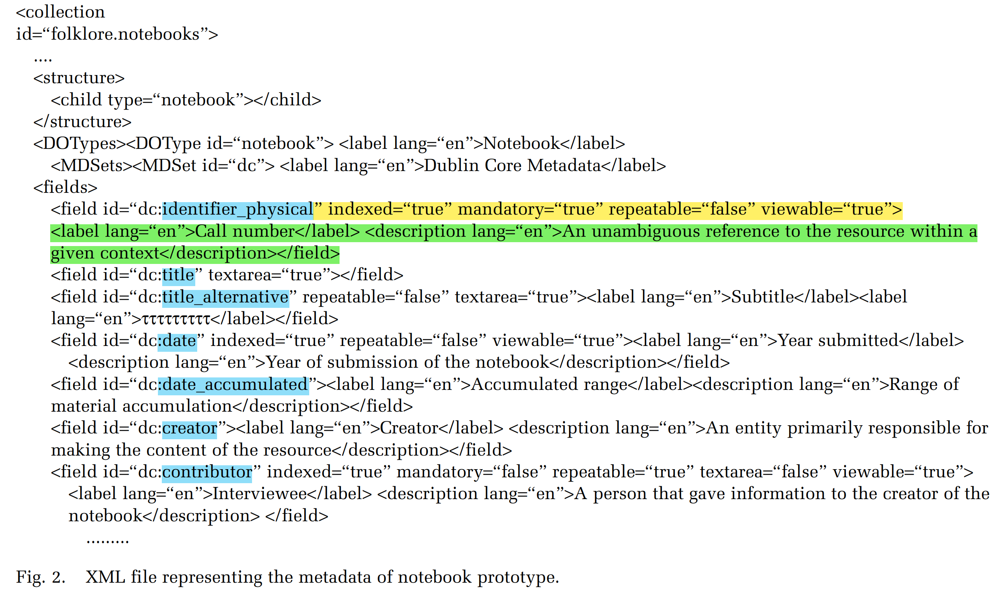 <collection
id=“folklore.notebooks”>
....
<structure>
<child type=“notebook”></child>
</structure>
<DOTypes><DOType id=“notebook”> <label lang=“en”>Notebook</label>
<MDSets><MDSet id=“dc”> <label lang=“en”>Dublin Core Metadata</label>
<fields>
<field id=“dc:identifier_physical” indexed=“true” mandatory=“true” repeatable=“false” viewable=“true”>
<label lang=“en”>Call number</label> <description lang=“en”>An unambiguous reference to the resource within a
given context</description></field>
<field id=“dc:title” textarea=“true”></field>
<field id=“dc:title_alternative” repeatable=“false” textarea=“true”><label lang=“en”>Subtitle</label><label
lang=“en”>τττττττττ</label></field>
<field id=“dc:date” indexed=“true” repeatable=“false” viewable=“true”><label lang=“en”>Year submitted</label>
<description lang=“en”>Year of submission of the notebook</description></field>
<field id=“dc:date_accumulated”><label lang=“en”>Accumulated range</label><description lang=“en”>Range of
material accumulation</description></field>
<field id=“dc:creator”><label lang=“en”>Creator</label> <description lang=“en”>An entity primarily responsible for
making the content of the resource</description></field>
<field id=“dc:contributor” indexed=“true” mandatory=“false” repeatable=“true” textarea=“false” viewable=“true”>
<label lang=“en”>Interviewee</label> <description lang=“en”>A person that gave information to the creator of the
notebook</description> </field>
.........
Fig. 2. XML file representing the metadata of notebook prototype.